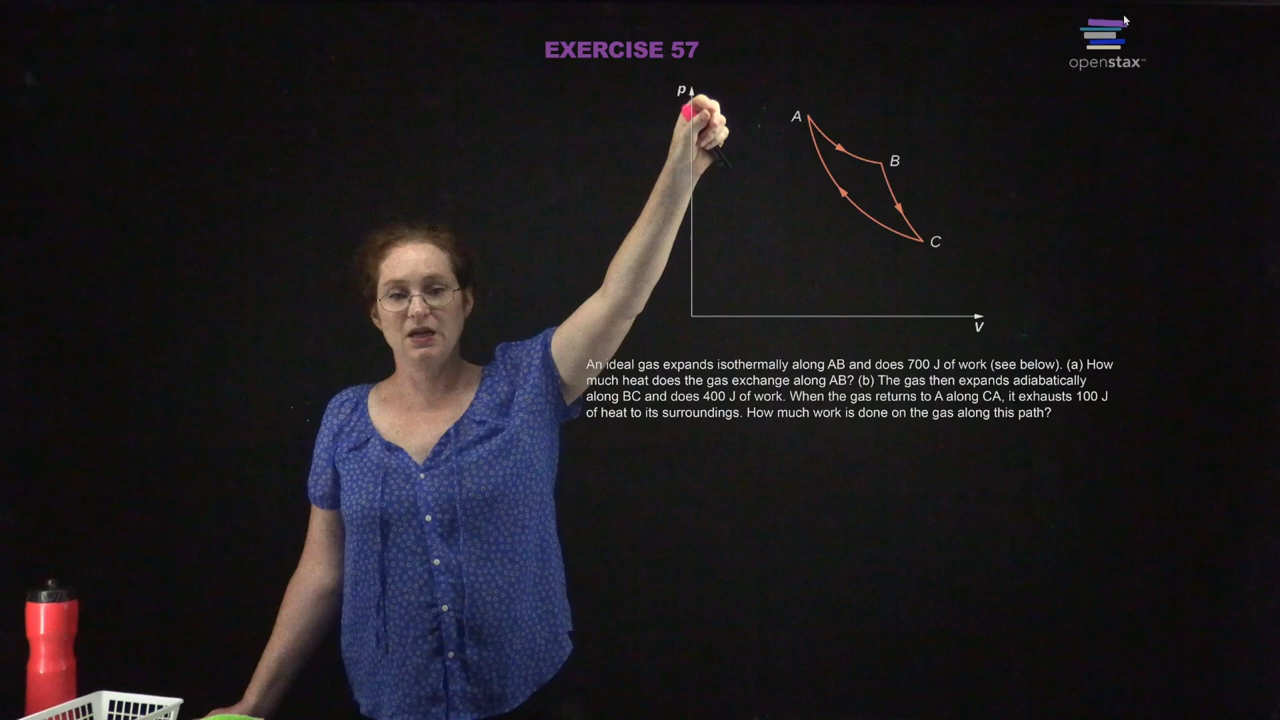 EXERCISE 57
openstax™
p
A
B
C
V
An ideal gas expands isothermally along AB and does 700 J of work (see below). (a) How
much heat does the gas exchange along AB? (b) The gas then expands adiabatically
along BC and does 400 J of work. When the gas returns to A along CA, it exhausts 100 J
of heat to its surroundings. How much work is done on the gas along this path?